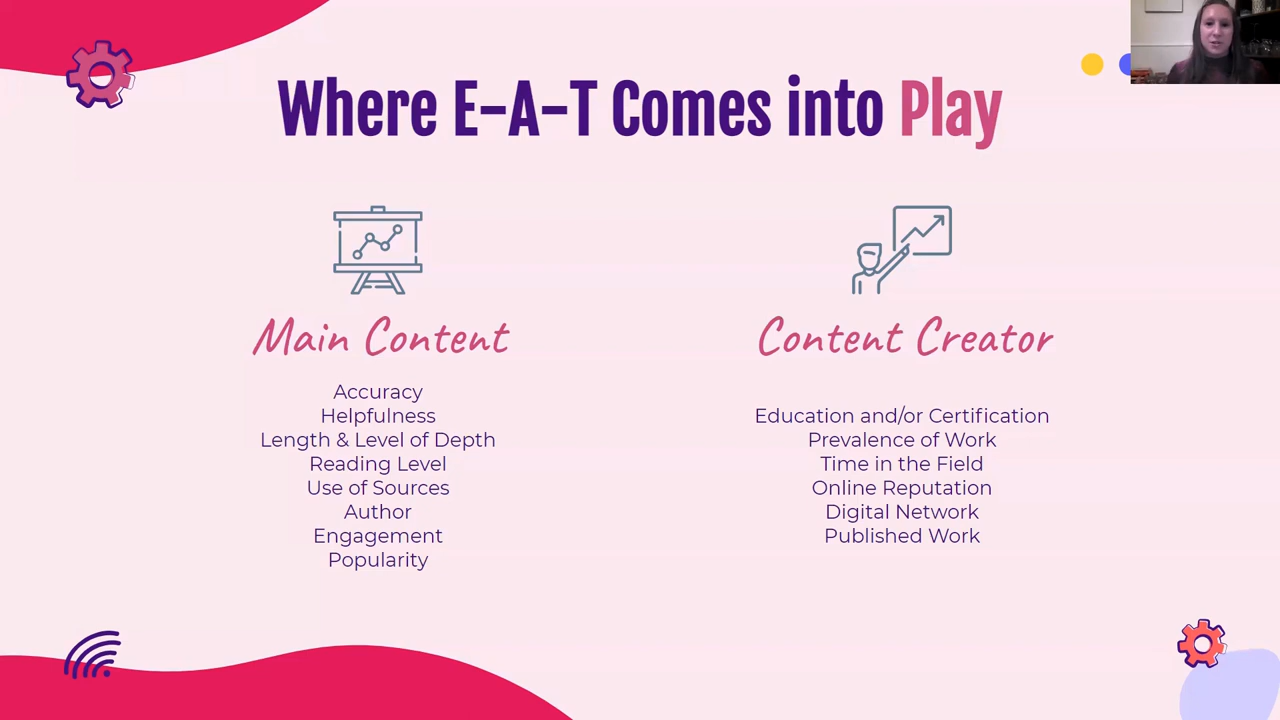 Where E-A-T Comes into Play
Main Content
Accuracy
Helpfulness
Length & Level of Depth
Reading Level
Use of Sources
Author
Engagement
Popularity
Content Creator
Education and/or Certification
Prevalence of Work
Time in the Field
Online Reputation
Digital Network
Published Work